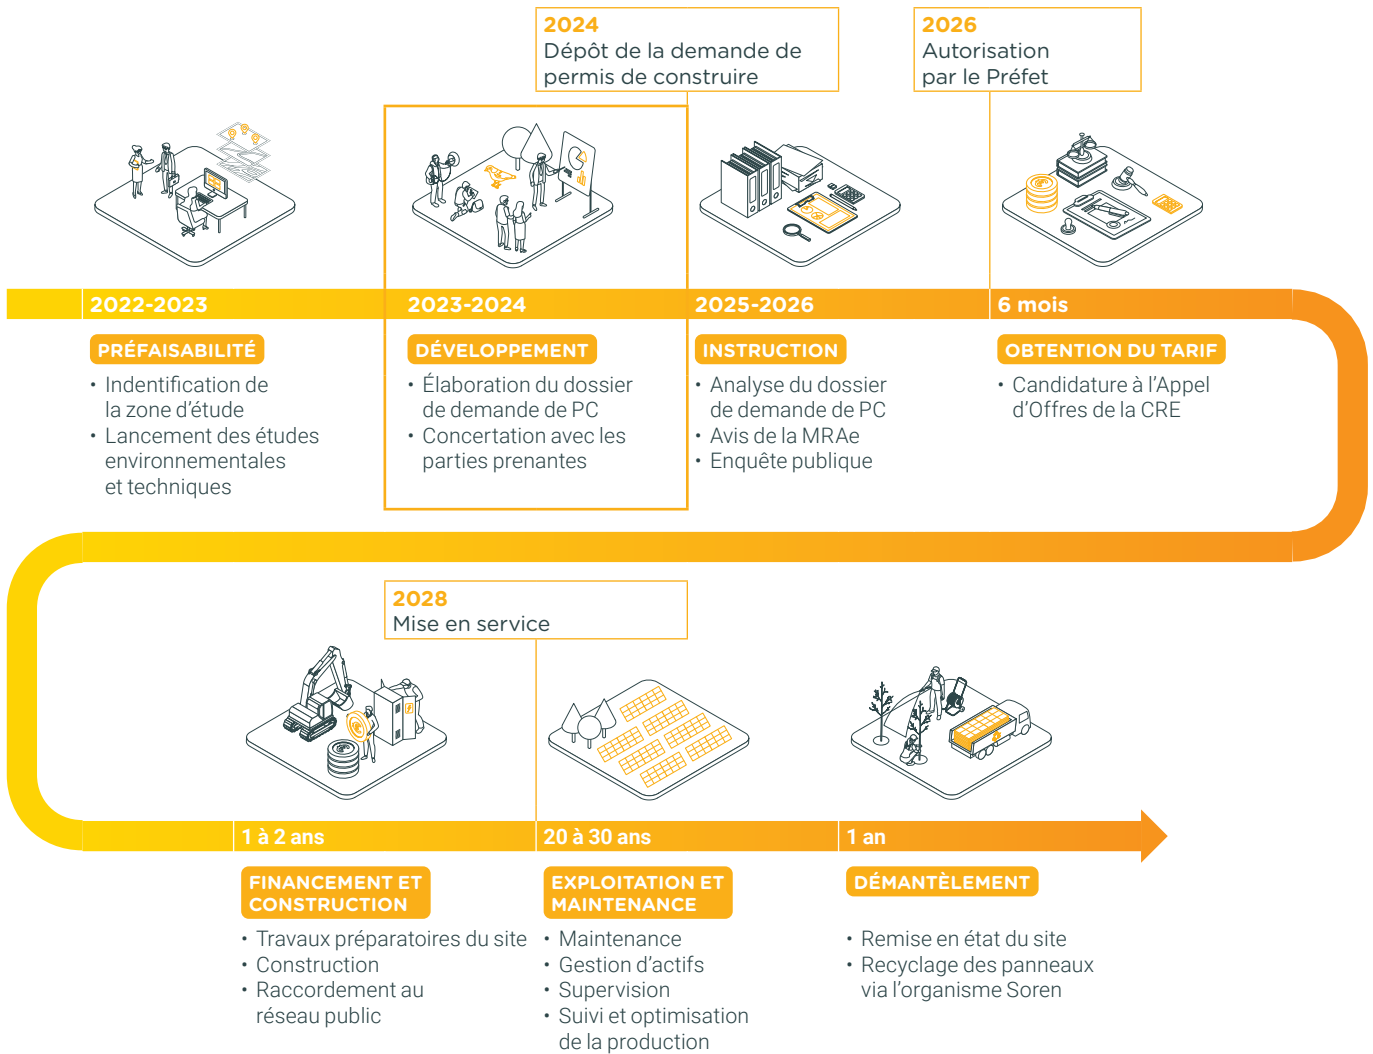 2024
Dépôt de la demande de
permis de construire
2026
Autorisation
par le Préfet
2022-2023
PRÉFAISABILITÉ
• Indentification de
la zone d'étude
• Lancement des études
environnementales
et techniques
2023-2024
DÉVELOPPEMENT
• Élaboration du dossier
de demande de PC
• Concertation avec les
parties prenantes
2025-2026
INSTRUCTION
• Analyse du dossier
de demande de PC
• Avis de la MRAe
• Enquête publique
6 mois
OBTENTION DU TARIF
• Candidature à l'Appel
d'Offres de la CRE
2028
Mise en service
1 à 2 ans
FINANCEMENT ET
CONSTRUCTION
• Travaux préparatoires du site
• Construction
• Raccordement au
réseau public
20 à 30 ans
EXPLOITATION ET
MAINTENANCE
• Maintenance
• Gestion d'actifs
• Supervision
• Suivi et optimisation
de la production
1 an
DÉMANTÈLEMENT
• Remise en état du site
• Recyclage des panneaux
via l'organisme Soren